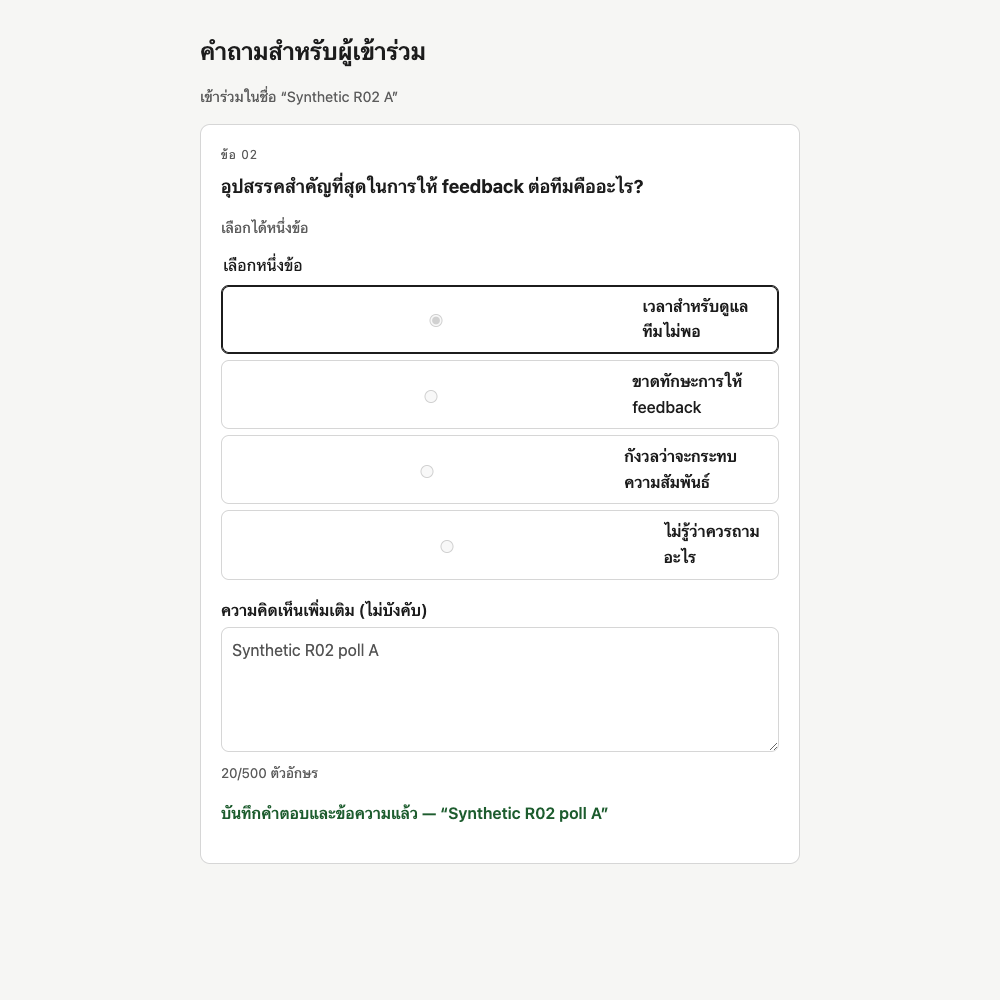 คำถามสำหรับผู้เข้าร่วม
เข้าร่วมในชื่อ “Synthetic R02 A”
ข้อ 02
อุปสรรคสำคัญที่สุดในการให้ feedback ต่อทีมคืออะไร?
เลือกได้หนึ่งข้อ
เลือกหนึ่งข้อ
เวลาสำหรับดูแล
ทีมไม่พอ
ขาดทักษะการให้
feedback
กังวลว่าจะกระทบ
ความสัมพันธ์
ไม่รู้ว่าควรถาม
อะไร
ความคิดเห็นเพิ่มเติม (ไม่บังคับ)
Synthetic R02 poll A
20/500 ตัวอักษร
บันทึกคำตอบและข้อความแล้ว — “Synthetic R02 poll A”